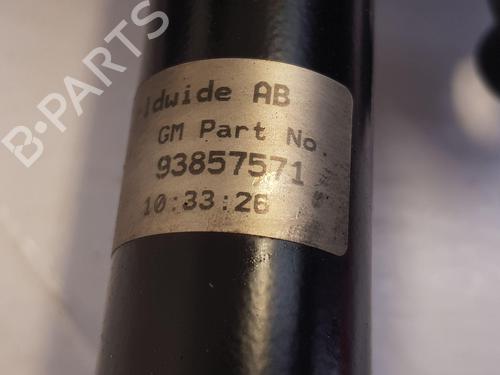 B-PARTS
ldwide AB
GM Part No.
93857571
10:33:26